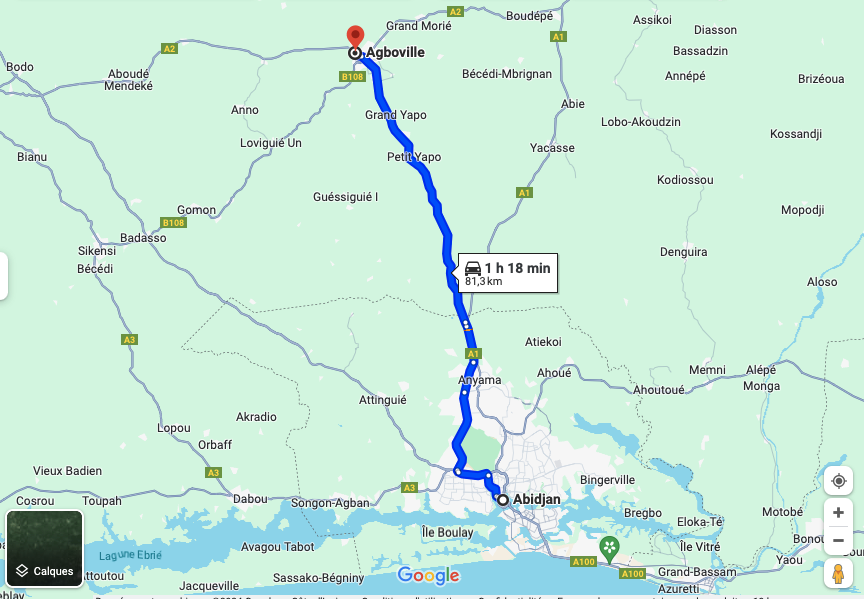 A2
Assikoi
Boudépé
Grand Morié
Diasson
A1
A2
Agboville
Bassadzin
Bodo
Aboudé
Mendeké
B108
Bécédi-Mbrignan
Annépé
Brizéoua
Anno
Grand Yapo
Abie
Lobo-Akoudzin
Kossandji
Loviguié Un
Yacasse
Bianu
Petit Yapo
Kodiossou
Guéssiguié I
A1
Gomon
Mopodji
B108
Badasso
Sikensi
Bécédi
Denguira
1 h 18 min
81,3 km
Aloso
A3
Atiekoi
A1
Anyama
Ahoué
Memni
Alépé
Monga
Ahoutoué
Attinguié
Akradio
Lopou
Orbaff
Vieux Badien
A3
Bingerville
Cosrou
Toupah
Dabou
Songon-Agban
A3
Abidjan
Bregbo
Motobé
Eloka-Té
Île Boulay
Île Vitré
Lagune Ebrié
Avagou Tabot
Calques
Yaou
A100
Google
Sassako-Bégniny
A100
Grand-Bassam
Jacqueville
Azuretti